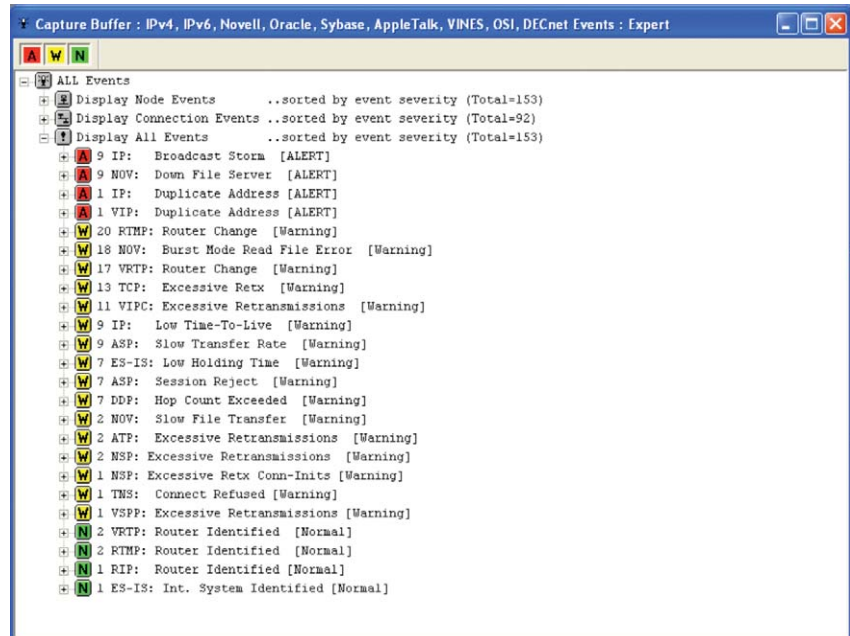 Capture Buffer : IPv4, IPv6, Novell, Oracle, Sybase, AppleTalk, VINES, OSI, DECnet Events : Expert
A W N
ALL Events
Display Node Events ..sorted by event severity (Total=153)
Display Connection Events ..sorted by event severity (Total=92)
Display All Events ..sorted by event severity (Total=153)
A 9 IP: Broadcast Storm [ALERT]
A 9 NOV: Down File Server [ALERT]
A 1 IP: Duplicate Address [ALERT]
A 1 VIP: Duplicate Address [ALERT]
W 20 RTMP: Router Change [Warning]
W 18 NOV: Burst Mode Read File Error [Warning]
W 17 VRTP: Router Change [Warning]
W 13 TCP: Excessive Retx [Warning]
W 11 VIPC: Excessive Retransmissions [Warning]
W 9 IP: Low Time-To-Live [Warning]
W 9 ASP: Slow Transfer Rate [Warning]
W 7 ES-IS: Low Holding Time [Warning]
W 7 ASP: Session Reject [Warning]
W 7 DDP: Hop Count Exceeded [Warning]
W 2 NOV: Slow File Transfer [Warning]
W 2 ATP: Excessive Retransmissions [Warning]
W 2 NSP: Excessive Retransmissions [Warning]
W 1 NSP: Excessive Retx Conn-Inits [Warning]
W 1 TNS: Connect Refused [Warning]
W 1 VSPP: Excessive Retransmissions [Warning]
N 2 VRTP: Router Identified [Normal]
N 2 RTMP: Router Identified [Normal]
N 1 RIP: Router Identified [Normal]
N 1 ES-IS: Int. System Identified [Normal]